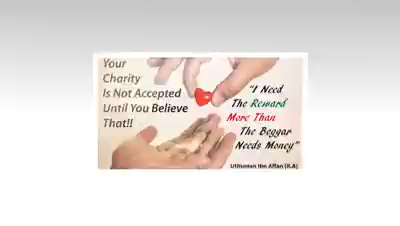 Your
Charity
Is Not Accepted
Until You Believe
That!!
"I Need
The Reward
More Than
The Beggar
Needs Money"
Uthuman Ibn Affan (R.A)